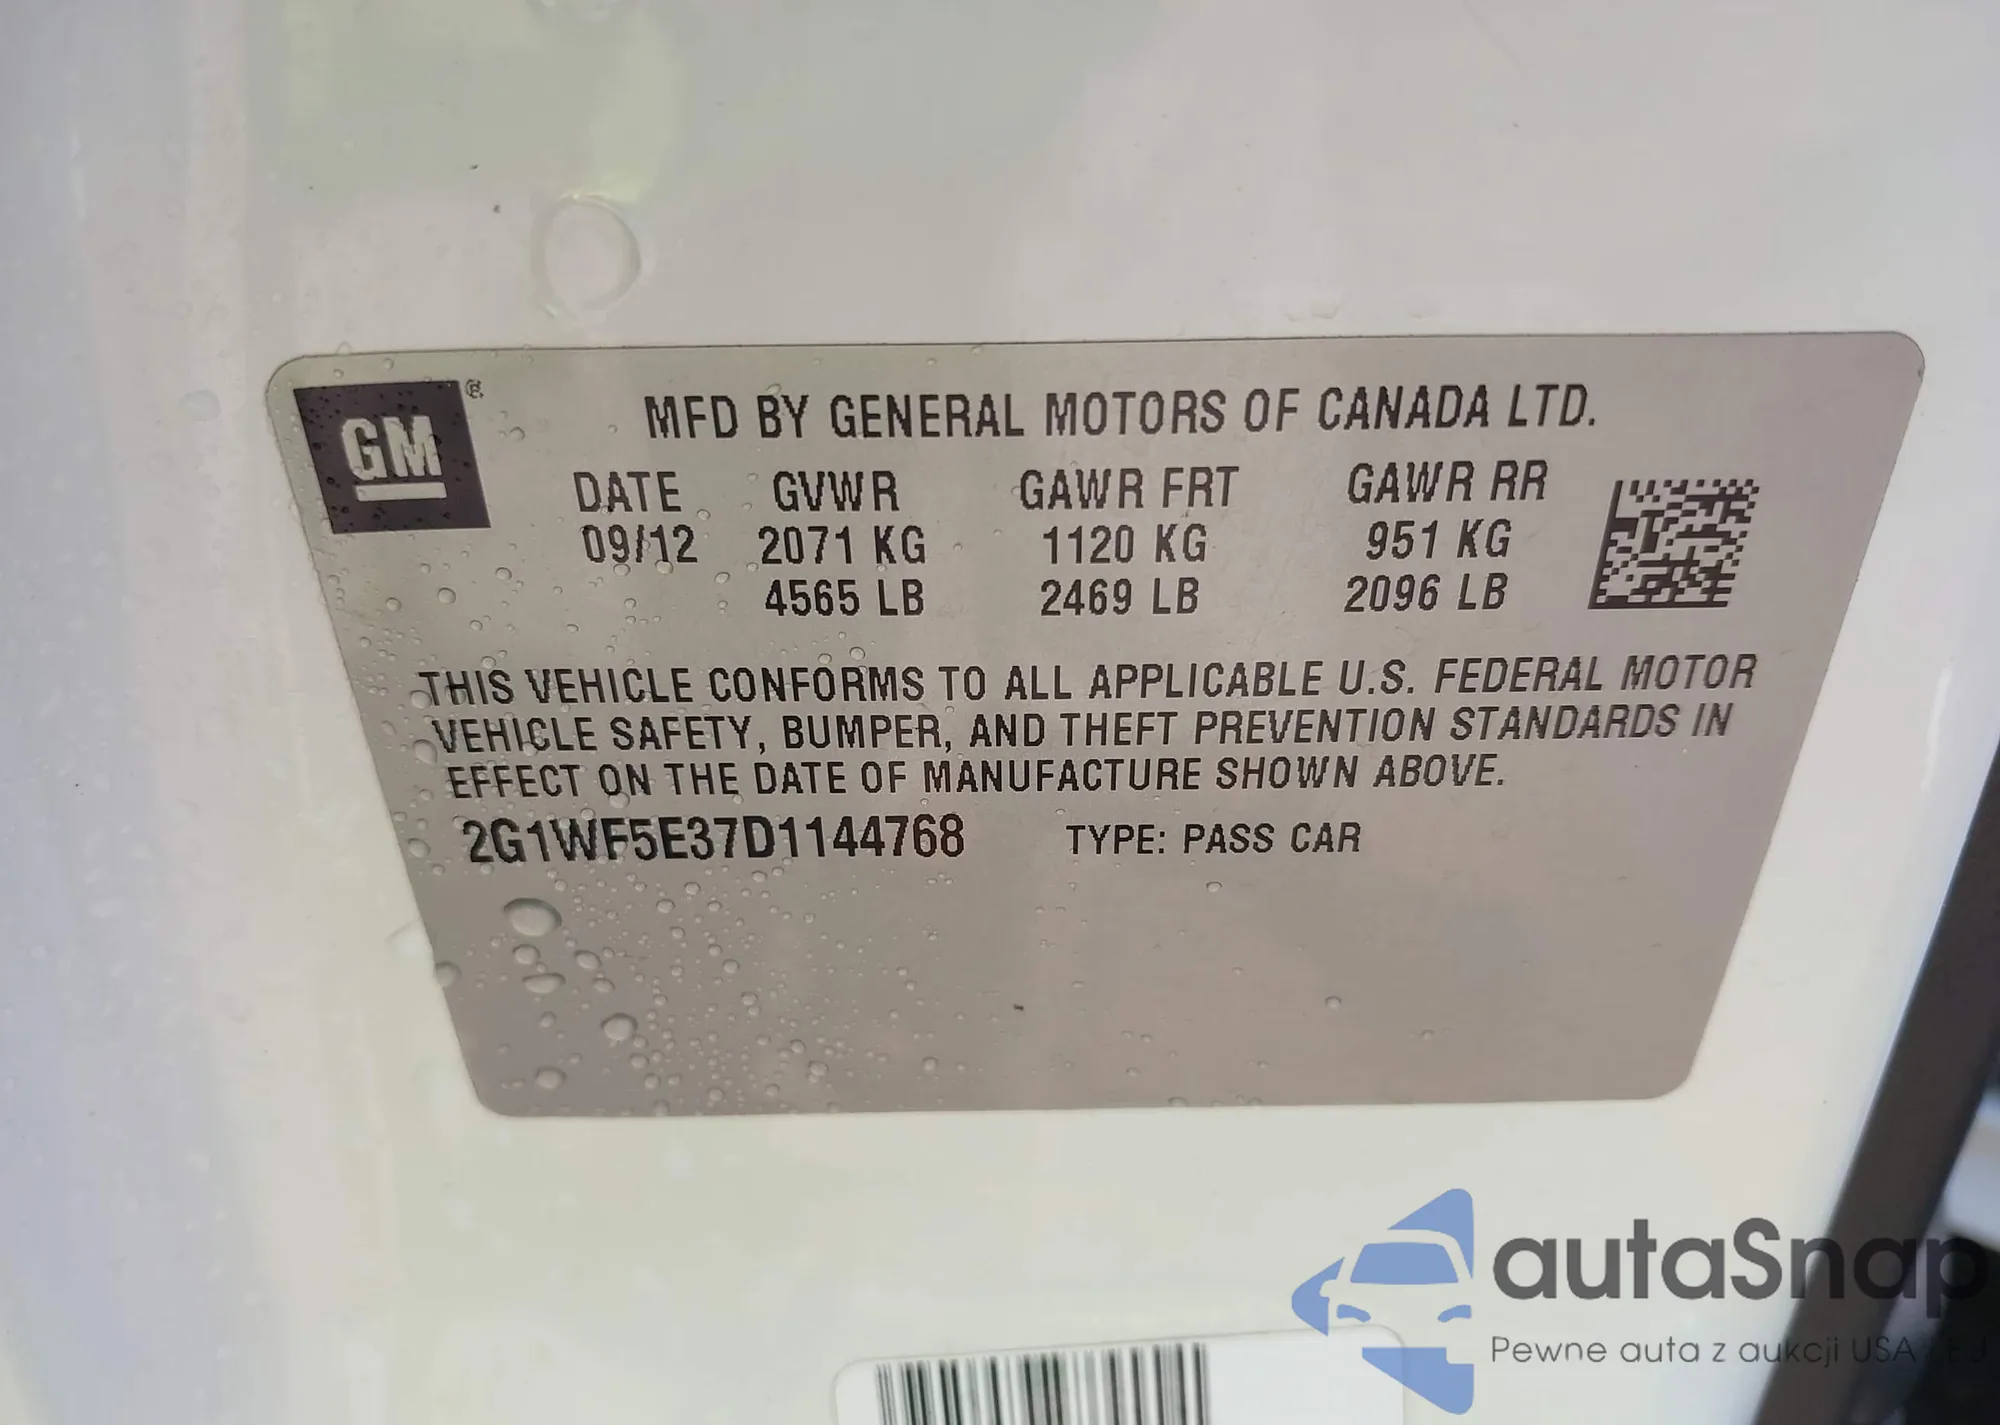 GM ®
MFD BY GENERAL MOTORS OF CANADA LTD.
DATE GVWR GAWR FRT GAWR RR
09/12 2071 KG 1120 KG 951 KG
4565 LB 2469 LB 2096 LB
THIS VEHICLE CONFORMS TO ALL APPLICABLE U.S. FEDERAL MOTOR
VEHICLE SAFETY, BUMPER, AND THEFT PREVENTION STANDARDS IN
EFFECT ON THE DATE OF MANUFACTURE SHOWN ABOVE.
2G1WF5E37D1144768 TYPE: PASS CAR
autaSnap
Pewne auta z aukcji USA